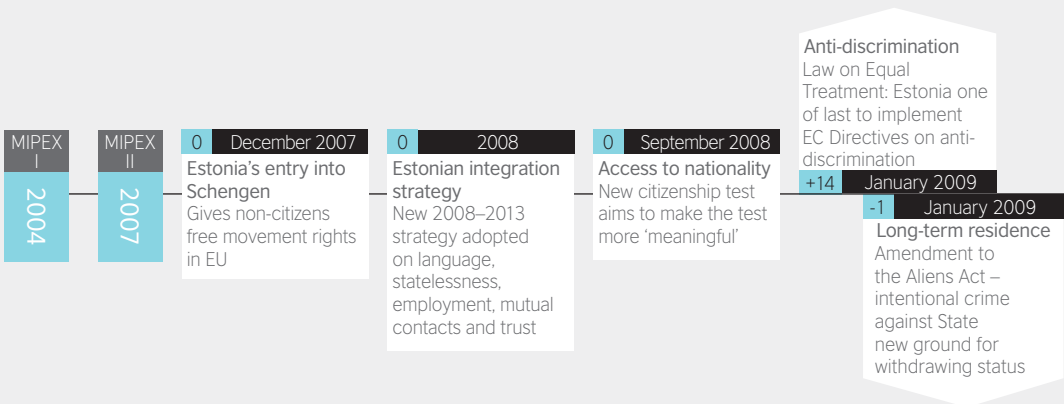 MIPEX
I
2004
MIPEX
II
2007
0 December 2007
Estonia's entry into
Schengen
Gives non-citizens
free movement rights
in EU
0 2008
Estonian integration
strategy
New 2008–2013
strategy adopted
on language,
statelessness,
employment, mutual
contacts and trust
0 September 2008
Access to nationality
New citizenship test
aims to make the test
more ‘meaningful’
Anti-discrimination
Law on Equal
Treatment: Estonia one
of last to implement
EC Directives on anti-
discrimination
+14 January 2009
-1 January 2009
Long-term residence
Amendment to
the Aliens Act –
intentional crime
against State
new ground for
withdrawing status